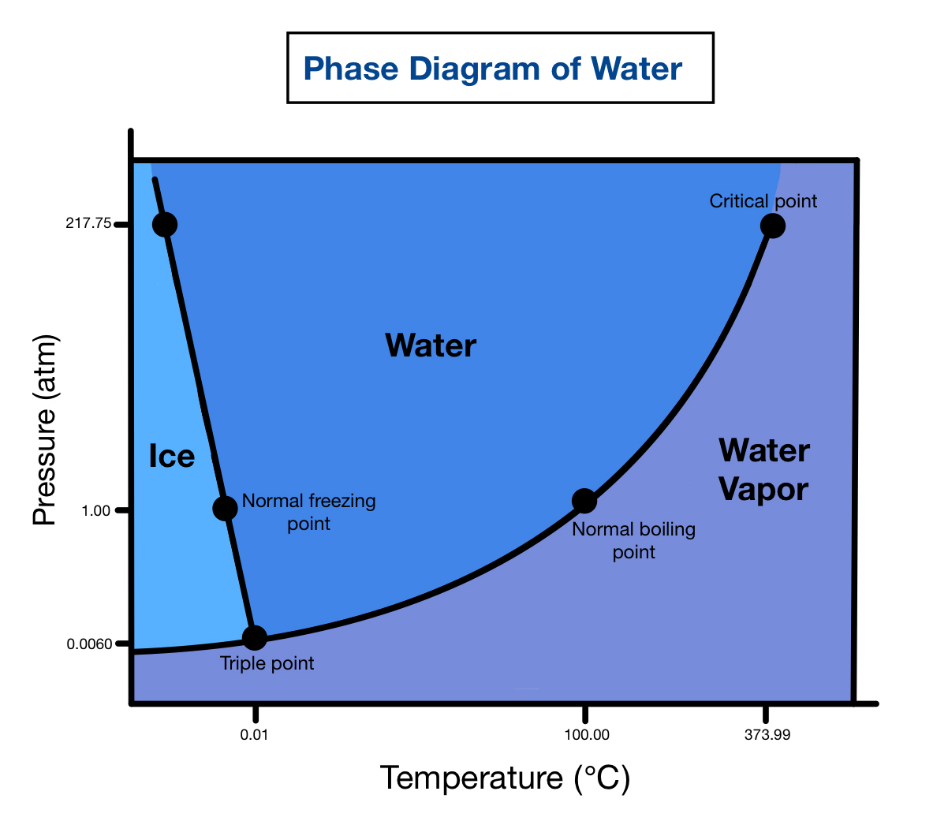 Phase Diagram of Water
217.75
Critical point
Water
Pressure (atm)
Ice
Water
Vapor
1.00
Normal freezing
point
Normal boiling
point
0.0060
Triple point
0.01
100.00
373.99
Temperature (°C)